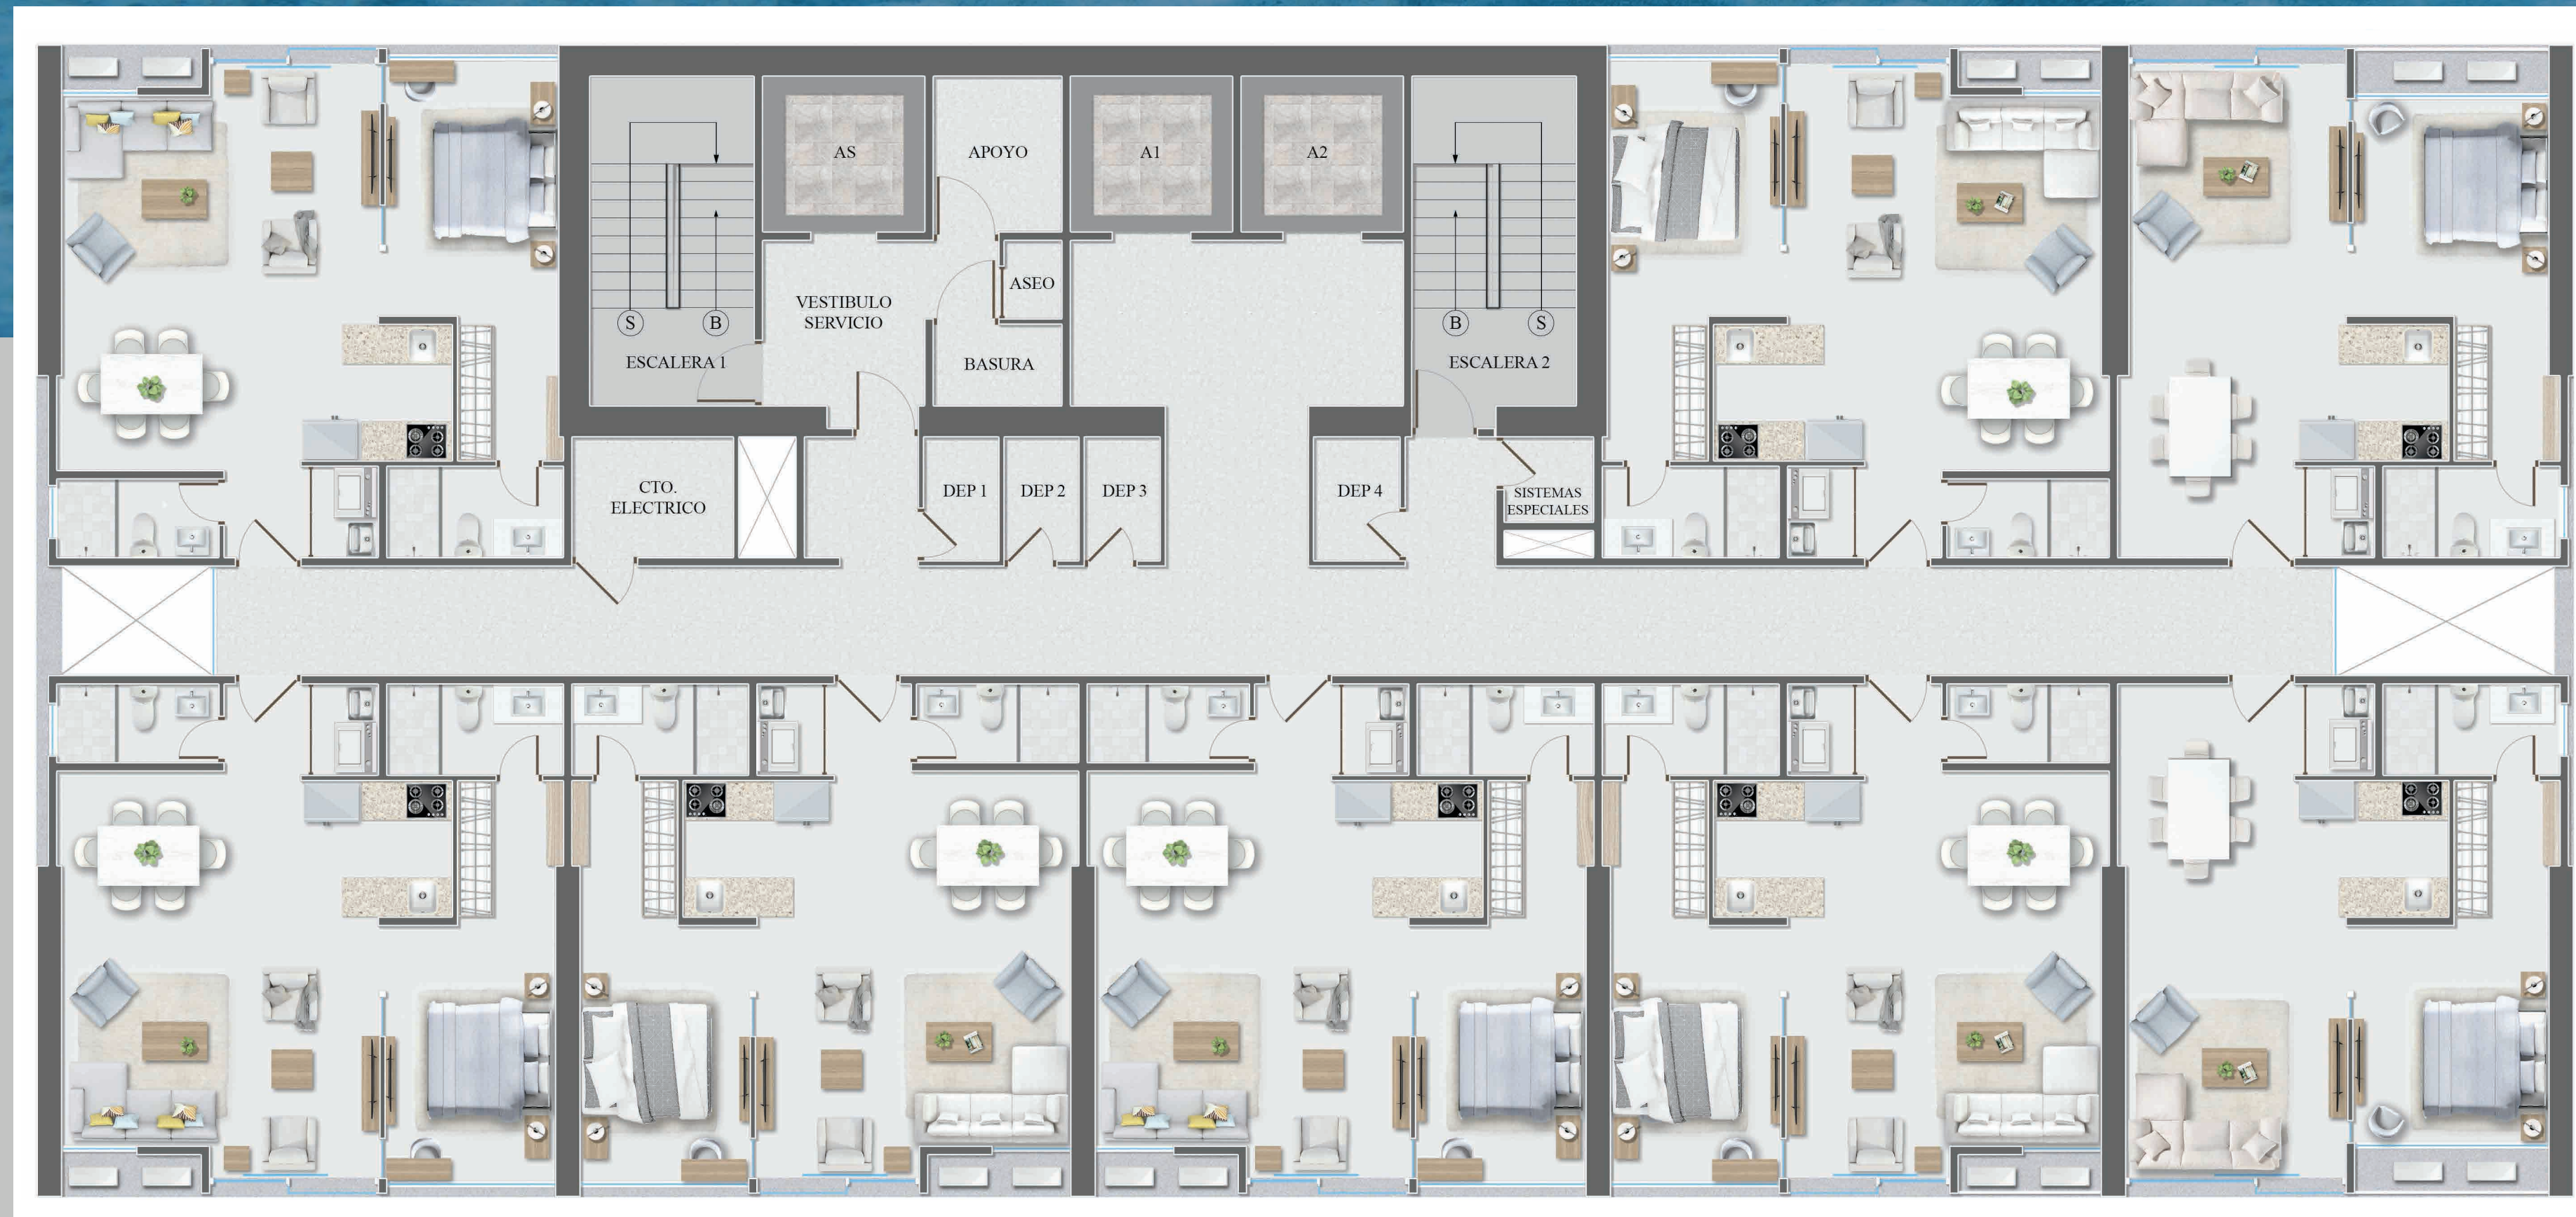 AS
APOYO
A1
A2
ASEO
VESTIBULO
SERVICIO
S
B
B
S
ESCALERA 1
BASURA
ESCALERA 2
CTO.
ELECTRICO
DEP 1
DEP 2
DEP 3
DEP 4
SISTEMAS
ESPECIALES